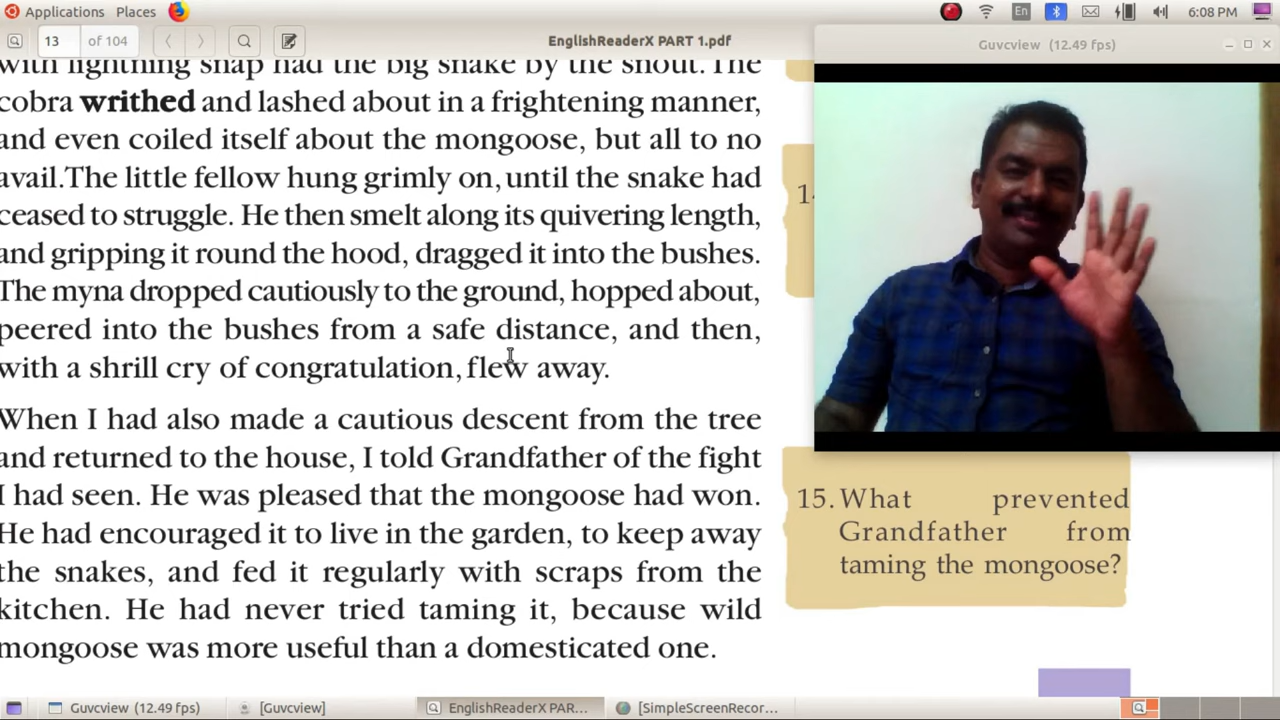 Applications Places
En
6:08 PM
13 of 104
EnglishReaderX PART 1.pdf
Guvcview (12.49 fps)
with lightning snap had the big snake by the snout. The
cobra writhed and lashed about in a frightening manner,
and even coiled itself about the mongoose, but all to no
avail.The little fellow hung grimly on, until the snake had
ceased to struggle. He then smelt along its quivering length,
and gripping it round the hood, dragged it into the bushes.
The myna dropped cautiously to the ground, hopped about,
peered into the bushes from a safe distance, and then,
with a shrill cry of congratulation, flew away.
When I had also made a cautious descent from the tree
and returned to the house, I told Grandfather of the fight
I had seen. He was pleased that the mongoose had won.
He had encouraged it to live in the garden, to keep away
the snakes, and fed it regularly with scraps from the
kitchen. He had never tried taming it, because wild
mongoose was more useful than a domesticated one.
15. What prevented
Grandfather from
taming the mongoose?
Guvcview (12.49 fps)
[Guvcview]
EnglishReaderX PAR...
[SimpleScreenRecor...